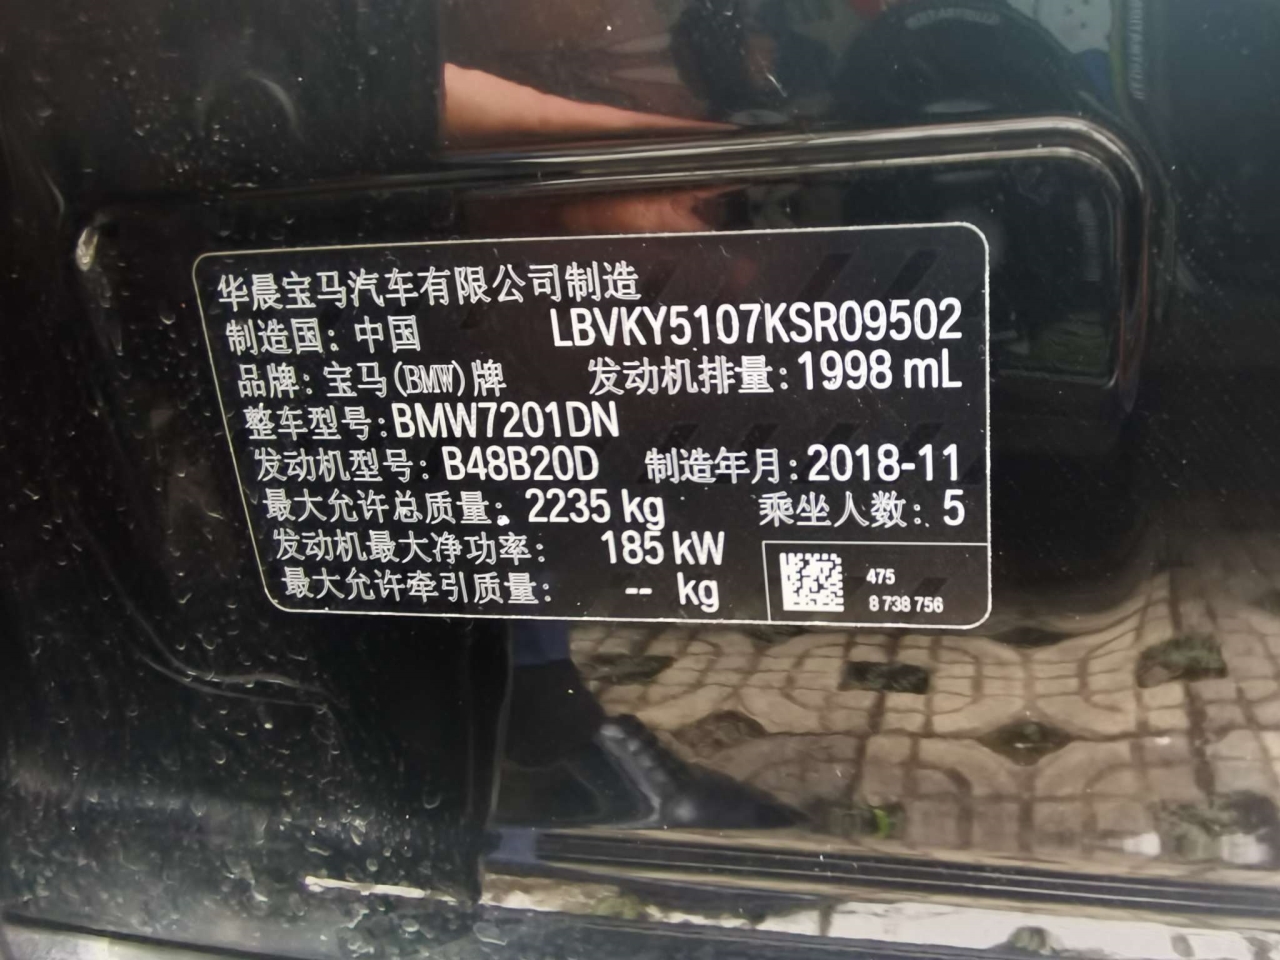 华晨宝马汽车有限公司制造
制造国：中国 LBVKY5107KSR09502
品牌：宝马(BMW)牌 发动机排量：1998 mL
整车型号：BMW7201DN
发动机型号：B48B20D 制造年月：2018-11
最大允许总质量：2235 kg 乘坐人数：5
发动机最大净功率：185 kW
最大允许牵引质量：-- kg
475
8 738 756